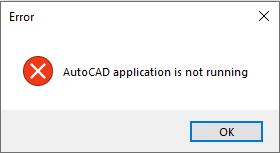 Error
AutoCAD application is not running
OK